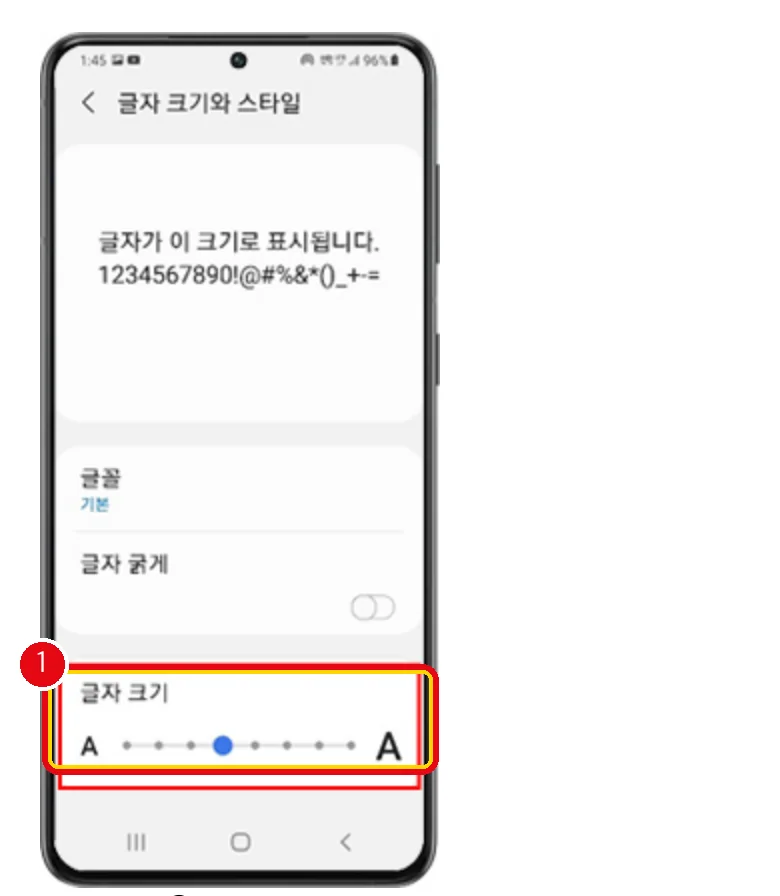 1:45 96%
글자 크기와 스타일
글자가 이 크기로 표시됩니다.
1234567890!@#%&*()_+-=
글꼴
기본
글자 굵게
1
글자 크기
A A